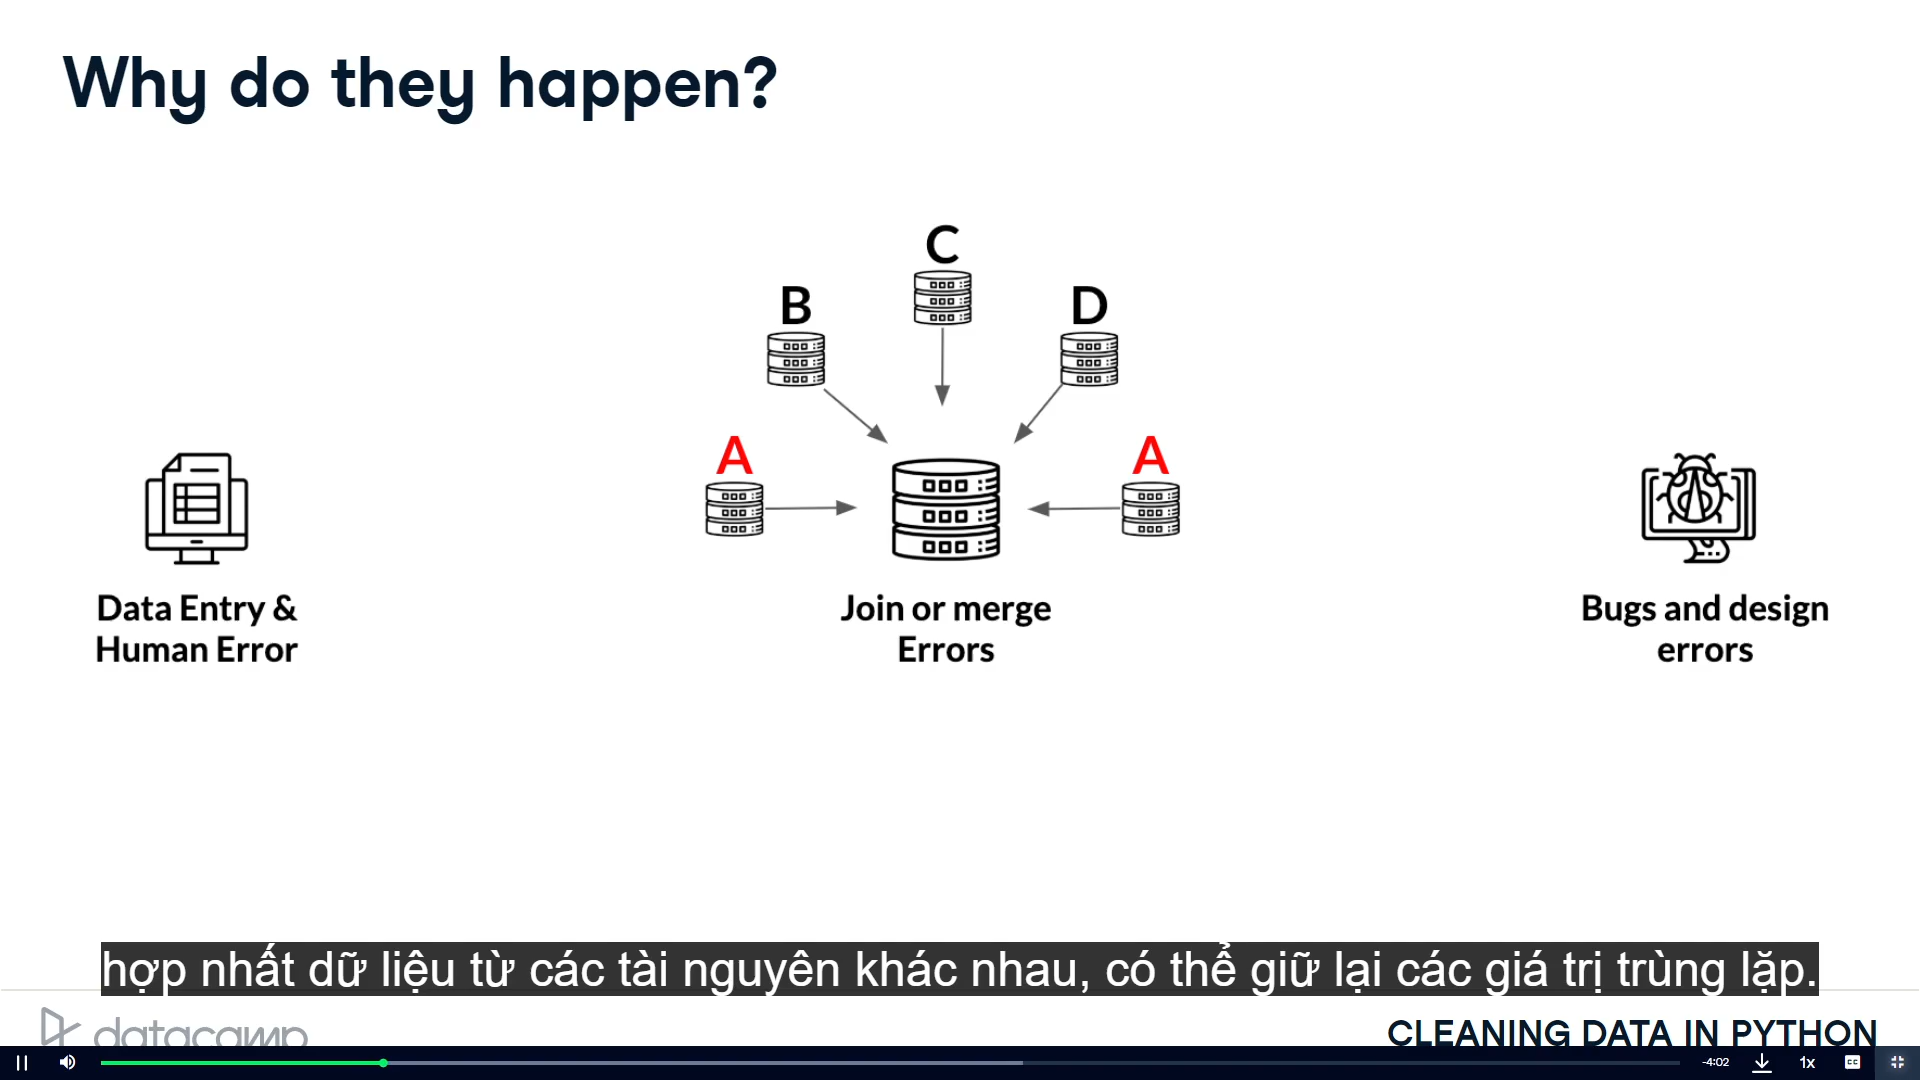 Why do they happen?
C
B
D
A
A
Data Entry &
Human Error
Join or merge
Errors
Bugs and design
errors
hợp nhất dữ liệu từ các tài nguyên khác nhau, có thể giữ lại các giá trị trùng lặp.
datacamp
CLEANING DATA IN PYTHON
-4:02
1x
CC